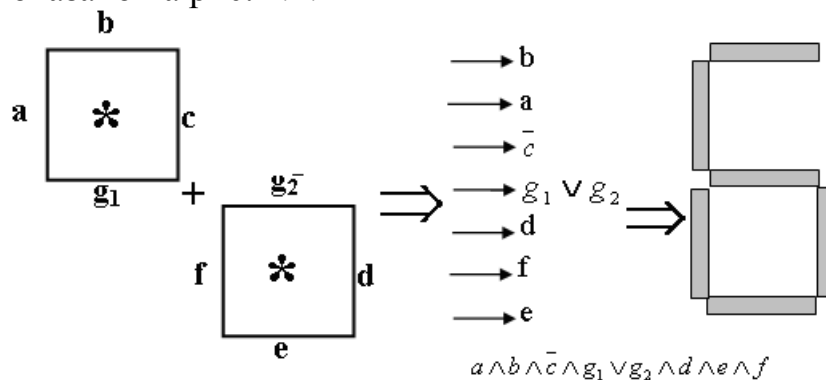 b
a * c
g₁
+
g₂̄
f * d
e
b
a
c̄
g₁ ∨ g₂
d
f
e
a ∧ b ∧ c̄ ∧ g₁ ∨ g₂ ∧ d ∧ e ∧ f